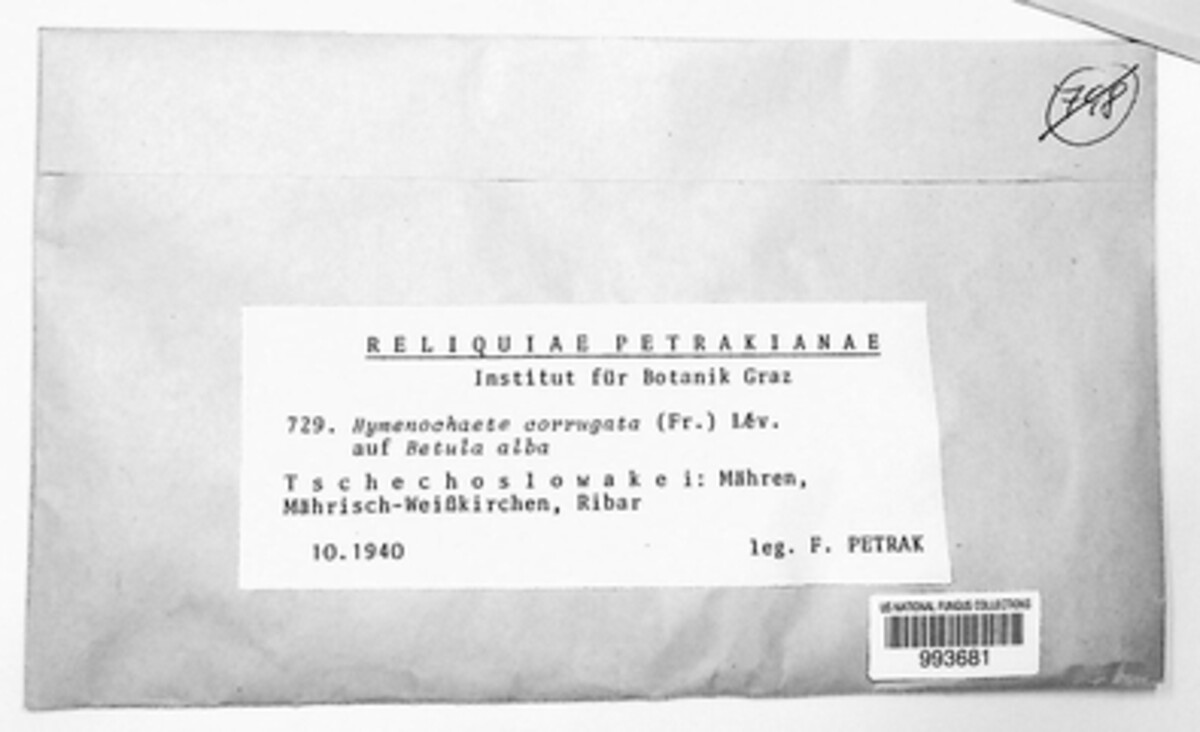 798
RELIQUIAE PETRAKIANAE
Institut für Botanik Graz
729. Hymenochaete corrugata (Fr.) Lév.
auf Betula alba
Tschechoslowakei: Mähren,
Mährisch-Weißkirchen, Ribar
10.1940 leg. F. PETRAK
US NATIONAL FUNGUS COLLECTIONS
993681